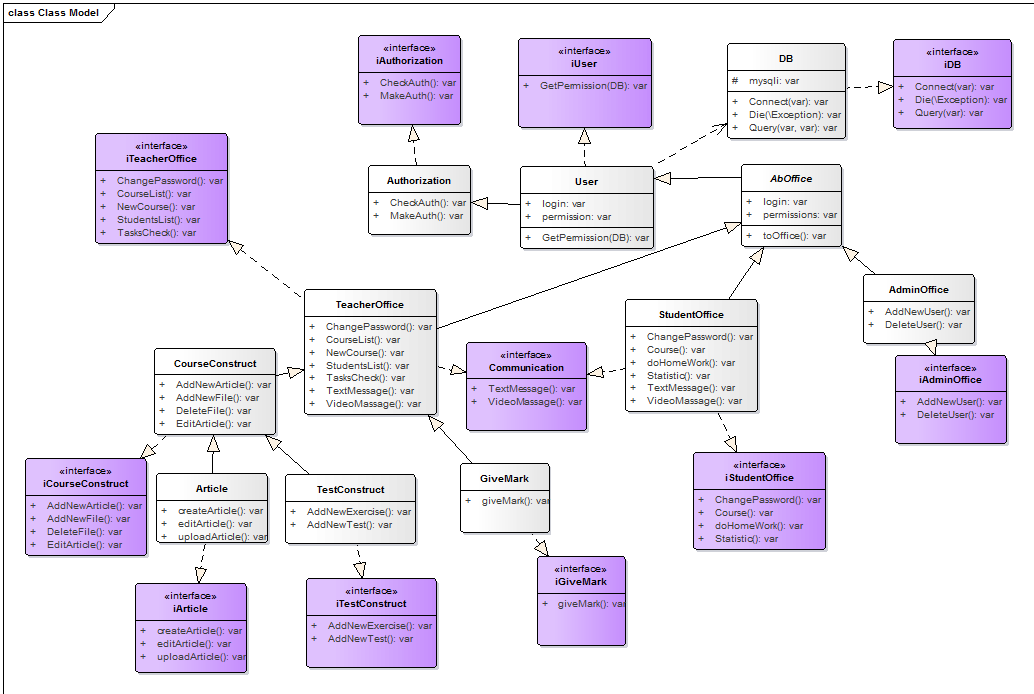 class Class Model
«interface»
iAuthorization
+ CheckAuth(): var
+ MakeAuth(): var
«interface»
iUser
+ GetPermission(DB): var
DB
# mysqli: var
+ Connect(var): var
+ Die(\Exception): var
+ Query(var, var): var
«interface»
iDB
+ Connect(var): var
+ Die(\Exception): var
+ Query(var): var
«interface»
iTeacherOffice
+ ChangePassword(): var
+ CourseList(): var
+ NewCourse(): var
+ StudentsList(): var
+ TasksCheck(): var
Authorization
+ CheckAuth(): var
+ MakeAuth(): var
User
+ login: var
+ permission: var
+ GetPermission(DB): var
AbOffice
+ login: var
+ permissions: var
+ toOffice(): var
TeacherOffice
+ ChangePassword(): var
+ CourseList(): var
+ NewCourse(): var
+ StudentsList(): var
+ TasksCheck(): var
+ TextMessage(): var
+ VideoMassage(): var
StudentOffice
+ ChangePassword(): var
+ Course(): var
+ doHomeWork(): var
+ Statistic(): var
+ TextMessage(): var
+ VideoMassage(): var
AdminOffice
+ AddNewUser(): var
+ DeleteUser(): var
CourseConstruct
+ AddNewArticle(): var
+ AddNewFile(): var
+ DeleteFile(): var
+ EditArticle(): var
«interface»
Communication
+ TextMessage(): var
+ VideoMassage(): var
«interface»
iAdminOffice
+ AddNewUser(): var
+ DeleteUser(): var
«interface»
iCourseConstruct
+ AddNewArticle(): var
+ AddNewFile(): var
+ DeleteFile(): var
+ EditArticle(): var
Article
+ createArticle(): var
+ editArticle(): var
+ uploadArticle(): var
TestConstruct
+ AddNewExercise(): var
+ AddNewTest(): var
GiveMark
+ giveMark(): var
«interface»
iStudentOffice
+ ChangePassword(): var
+ Course(): var
+ doHomeWork(): var
+ Statistic(): var
«interface»
iArticle
+ createArticle(): var
+ editArticle(): var
+ uploadArticle(): var
«interface»
iTestConstruct
+ AddNewExercise(): var
+ AddNewTest(): var
«interface»
iGiveMark
+ giveMark(): var